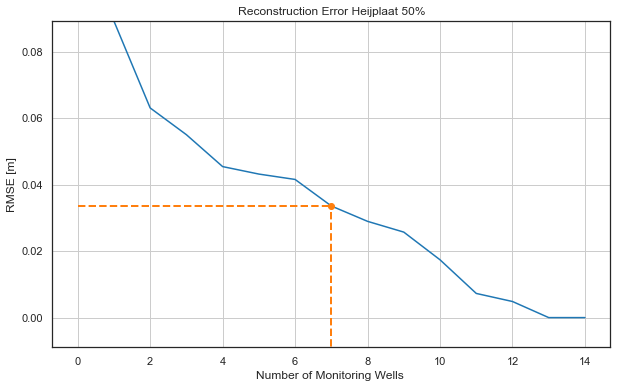 Reconstruction Error Heijplaat 50%
0.08
0.06
0.04
0.02
0.00
RMSE [m]
0 2 4 6 8 10 12 14
Number of Monitoring Wells